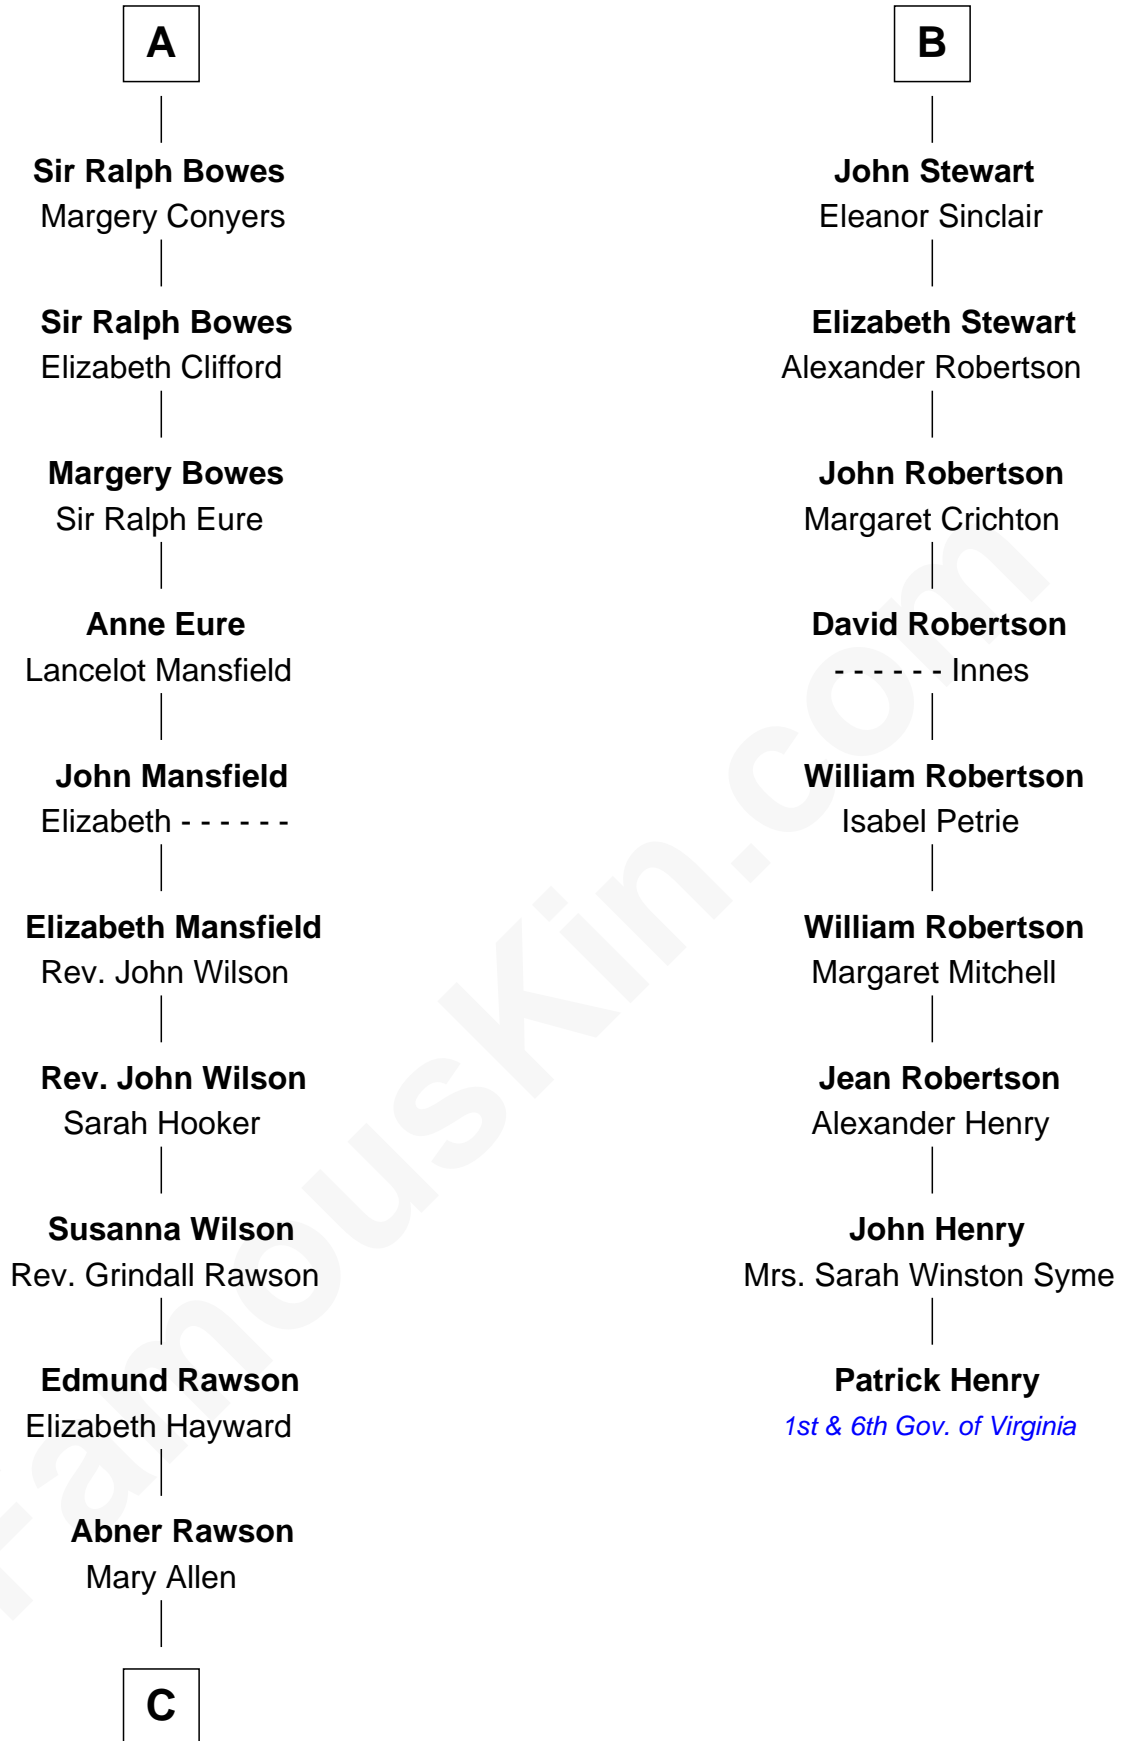 A
Sir Ralph Bowes
Margery Conyers
Sir Ralph Bowes
Elizabeth Clifford
Margery Bowes
Sir Ralph Eure
Anne Eure
Lancelot Mansfield
John Mansfield
Elizabeth - - - - - -
Elizabeth Mansfield
Rev. John Wilson
Rev. John Wilson
Sarah Hooker
Susanna Wilson
Rev. Grindall Rawson
Edmund Rawson
Elizabeth Hayward
Abner Rawson
Mary Allen
C
B
John Stewart
Eleanor Sinclair
Elizabeth Stewart
Alexander Robertson
John Robertson
Margaret Crichton
David Robertson
- - - - - - Innes
William Robertson
Isabel Petrie
William Robertson
Margaret Mitchell
Jean Robertson
Alexander Henry
John Henry
Mrs. Sarah Winston Syme
Patrick Henry
1st & 6th Gov. of Virginia
FamousKin.com